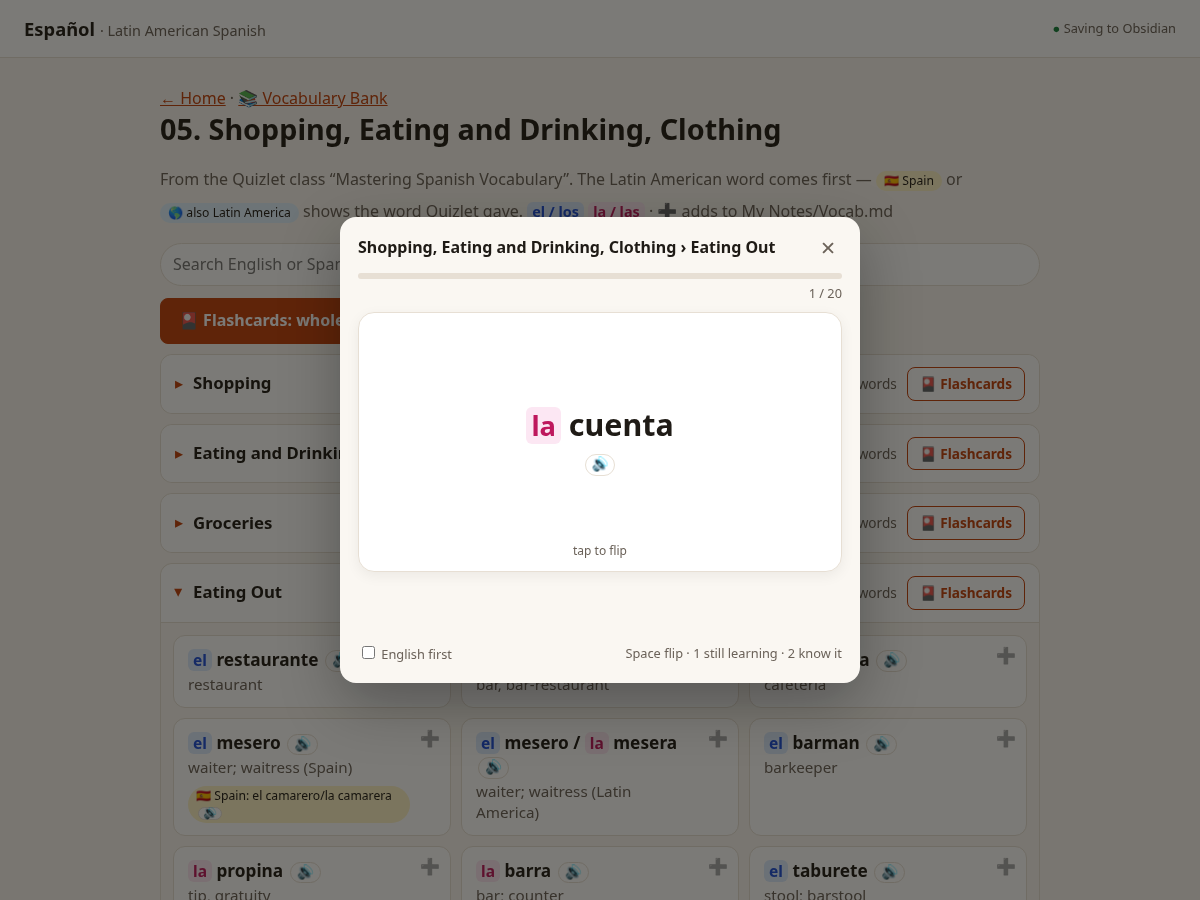 Español · Latin American Spanish
● Saving to Obsidian
← Home · 📚 Vocabulary Bank
05. Shopping, Eating and Drinking, Clothing
From the Quizlet class “Mastering Spanish Vocabulary”. The Latin American word comes first — 🇪🇸 Spain or
🌎 also Latin America shows the word Quizlet gave. el / los la / las · ➕ adds to My Notes/Vocab.md
Search English or
🎴 Flashcards:
Shopping, Eating and Drinking, Clothing › Eating Out ✕
1 / 20
la cuenta
🔊
tap to flip
English first
Space flip · 1 still learning · 2 know it
▸ Shopping words 🎴 Flashcards
▸ Eating and words 🎴 Flashcards
▸ Groceries words 🎴 Flashcards
▾ Eating Out words 🎴 Flashcards
el restaurante
restaurant
bar, bar-restaurant
cafeteria
el mesero 🔊
waiter; waitress (Spain)
🇪🇸 Spain: el camarero/la camarera
🔊
el mesero / la mesera
🔊
waiter; waitress (Latin
America)
el barman 🔊
barkeeper
la propina 🔊
tip, gratuity
la barra 🔊
bar; counter
el taburete 🔊
stool; barstool